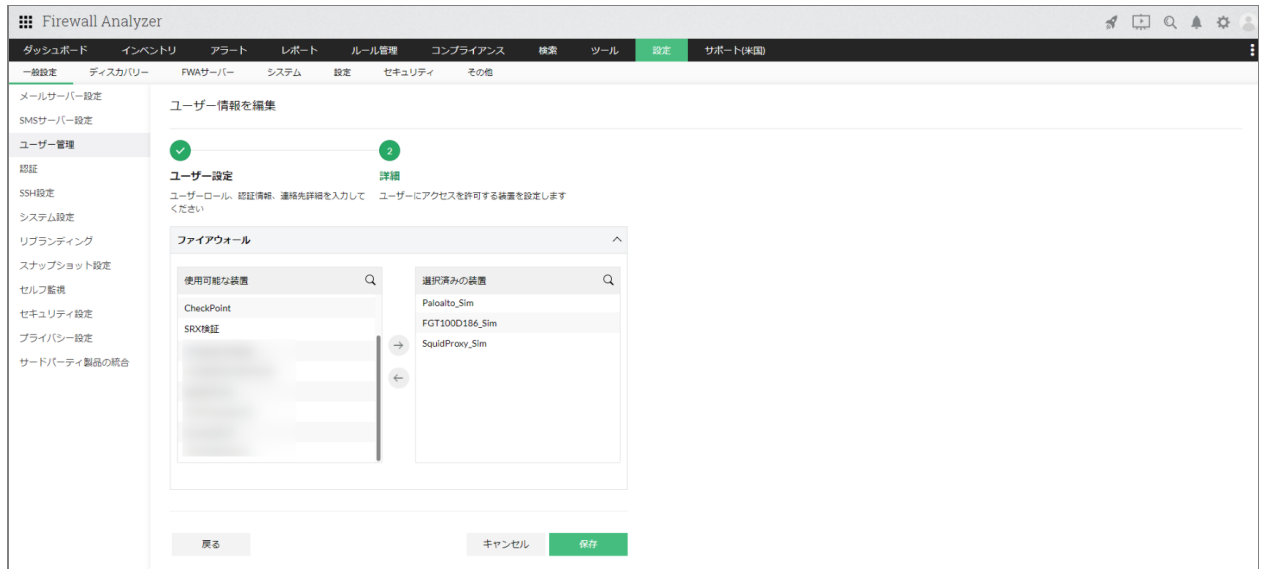 Firewall Analyzer
ダッシュボード インベントリ アラート レポート ルール管理 コンプライアンス 検索 ツール 設定 サポート(米国)
一般設定 ディスカバリー FWAサーバー システム 設定 セキュリティ その他
メールサーバー設定
SMSサーバー設定
ユーザー管理
認証
SSH設定
システム設定
リブランディング
スナップショット設定
セルフ監視
セキュリティ設定
プライバシー設定
サードパーティ製品の統合
ユーザー情報を編集
2
ユーザー設定 詳細
ユーザーロール、認証情報、連絡先詳細を入力して ユーザーにアクセスを許可する装置を設定します
ください
ファイアウォール
使用可能な装置
CheckPoint
SRX検証
選択済みの装置
Paloalto_Sim
FGT100D186_Sim
SquidProxy_Sim
戻る キャンセル 保存